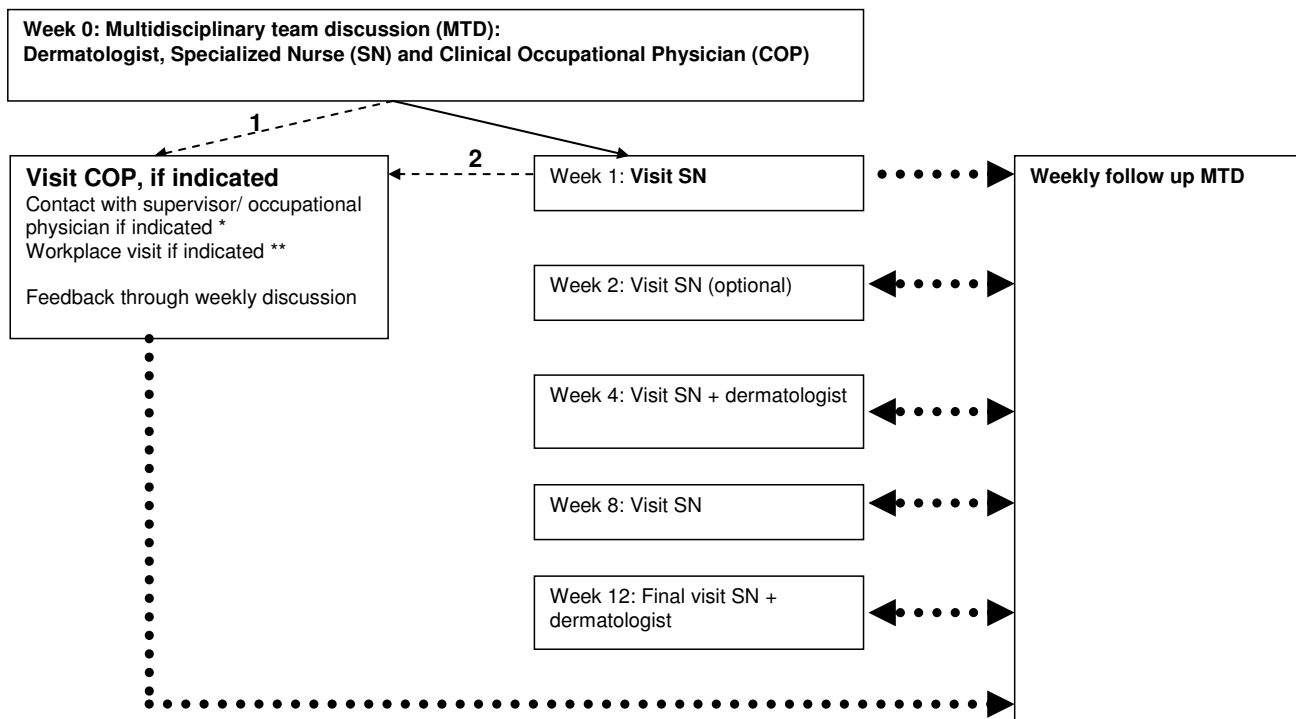 Week 0: Multidisciplinary team discussion (MTD):
Dermatologist, Specialized Nurse (SN) and Clinical Occupational Physician (COP)
1
2
Visit COP, if indicated
Contact with supervisor/ occupational
physician if indicated *
Workplace visit if indicated **
Feedback through weekly discussion
Week 1: Visit SN
Weekly follow up MTD
Week 2: Visit SN (optional)
Week 4: Visit SN + dermatologist
Week 8: Visit SN
Week 12: Final visit SN +
dermatologist